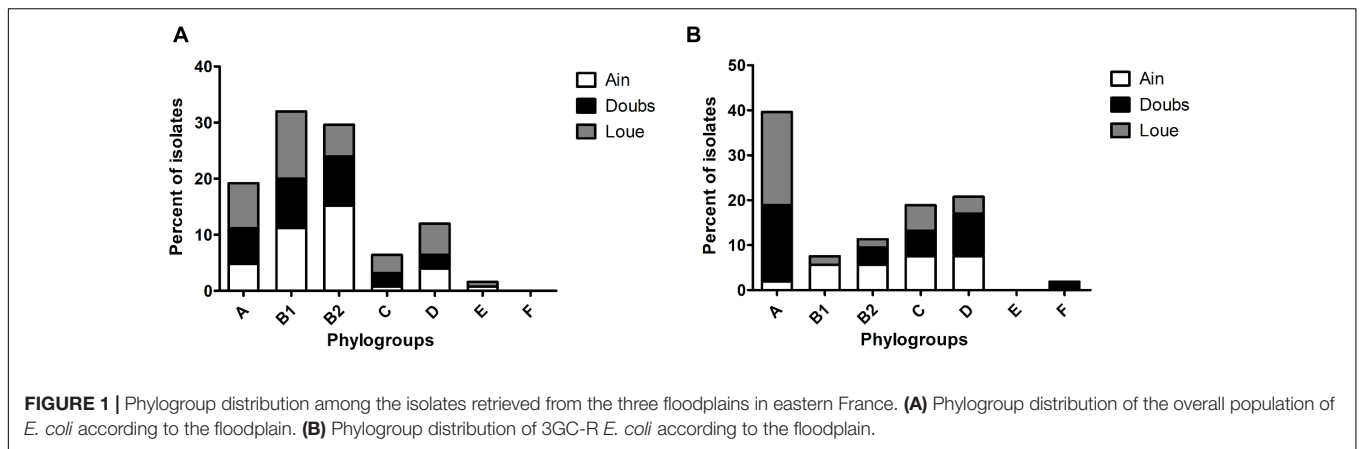 A
Percent of isolates
40
30
20
10
0
A B1 B2 C D E F
Phylogroups
Ain
Doubs
Loue
B
Percent of isolates
50
40
30
20
10
0
A B1 B2 C D E F
Phylogroups
Ain
Doubs
Loue
FIGURE 1 | Phylogroup distribution among the isolates retrieved from the three floodplains in eastern France. (A) Phylogroup distribution of the overall population of
E. coli according to the floodplain. (B) Phylogroup distribution of 3GC-R E. coli according to the floodplain.